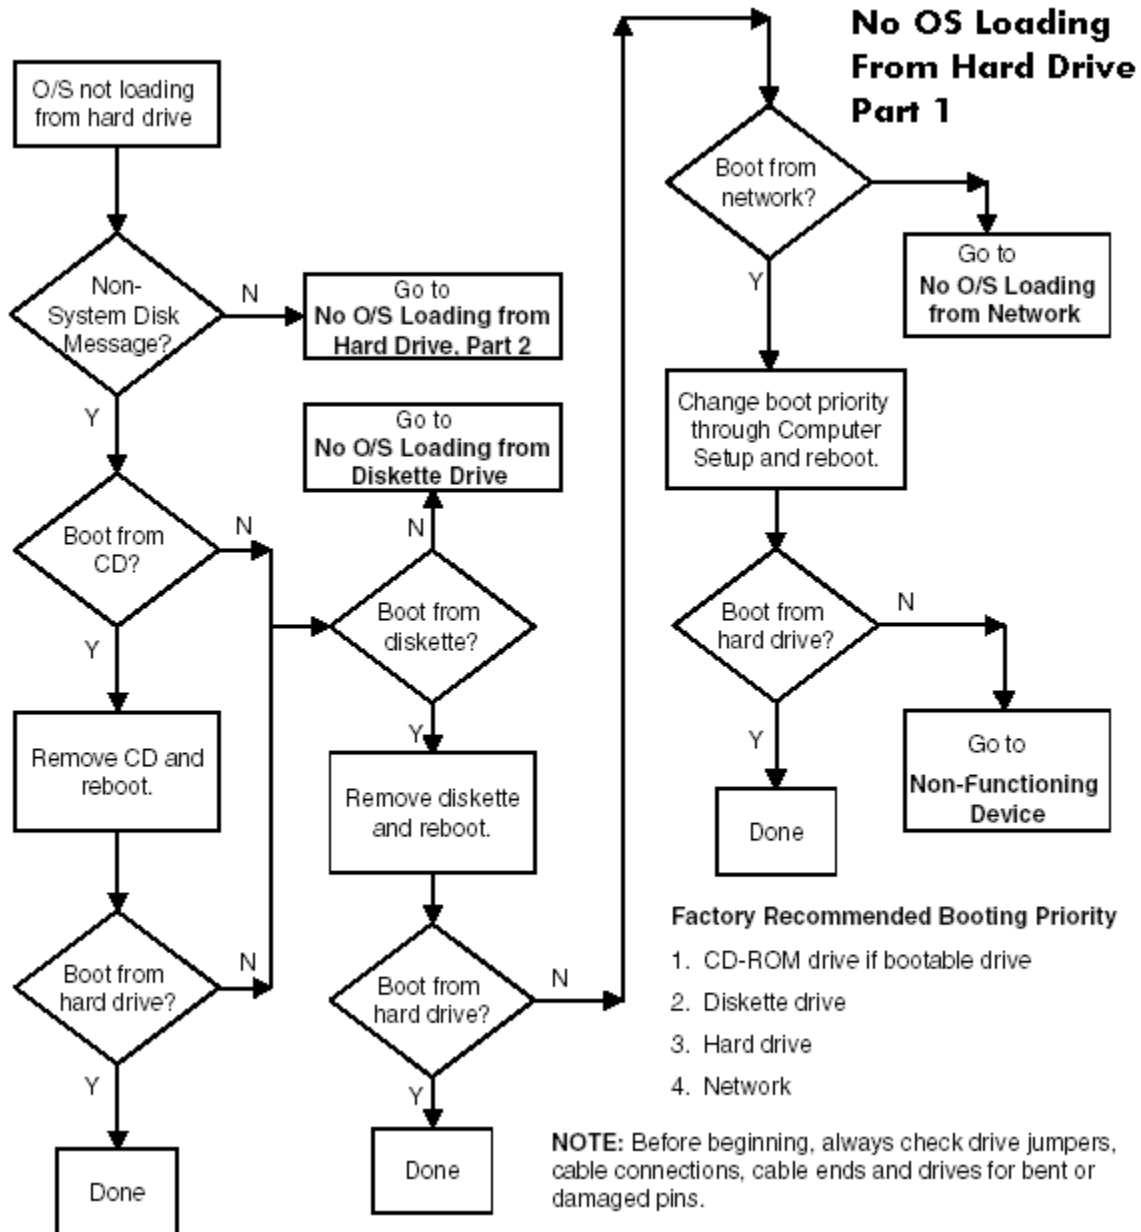 No OS Loading
From Hard Drive
Part 1
O/S not loading
from hard drive
Non-
System Disk
Message?
N
Go to
No O/S Loading from
Hard Drive, Part 2
Y
Boot from
CD?
N
Y
Remove CD and
reboot.
Boot from
hard drive?
N
Y
Done
Go to
No O/S Loading from
Diskette Drive
N
Boot from
diskette?
Y
Remove diskette
and reboot.
Boot from
hard drive?
N
Y
Done
Boot from
network?
Go to
No O/S Loading
from Network
Y
Change boot priority
through Computer
Setup and reboot.
Boot from
hard drive?
N
Go to
Non-Functioning
Device
Y
Done
Factory Recommended Booting Priority
1. CD-ROM drive if bootable drive
2. Diskette drive
3. Hard drive
4. Network
NOTE: Before beginning, always check drive jumpers,
cable connections, cable ends and drives for bent or
damaged pins.